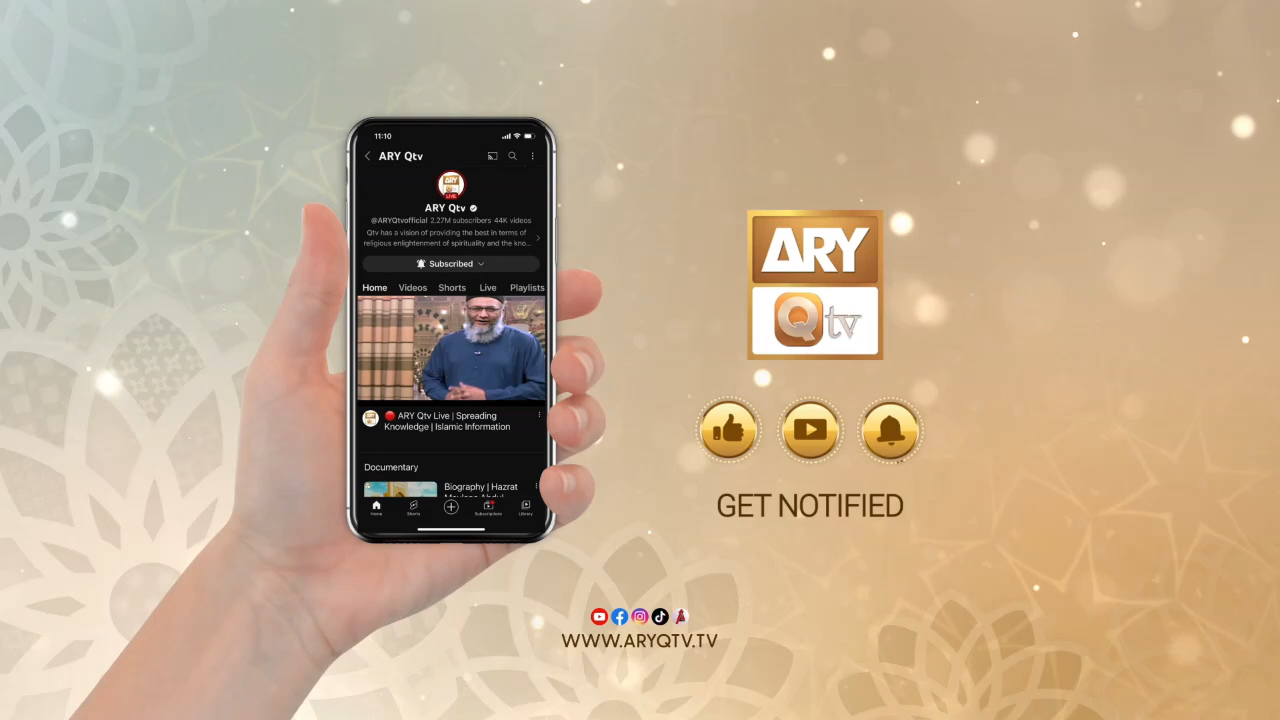 11:10
ARY Qtv
ARY
LIVE
ARY Qtv
@ARYQtvofficial 2.27M subscribers 44K videos
Qtv has a vision of providing the best in terms of
religious enlightenment of spirituality and the kno...
Subscribed
Home Videos Shorts Live Playlists
ARY Qtv Live | Spreading
Knowledge | Islamic Information
Documentary
Biography | Hazrat
Home Shorts Subscriptions Library
ARY
Qtv
GET NOTIFIED
WWW.ARYQTV.TV